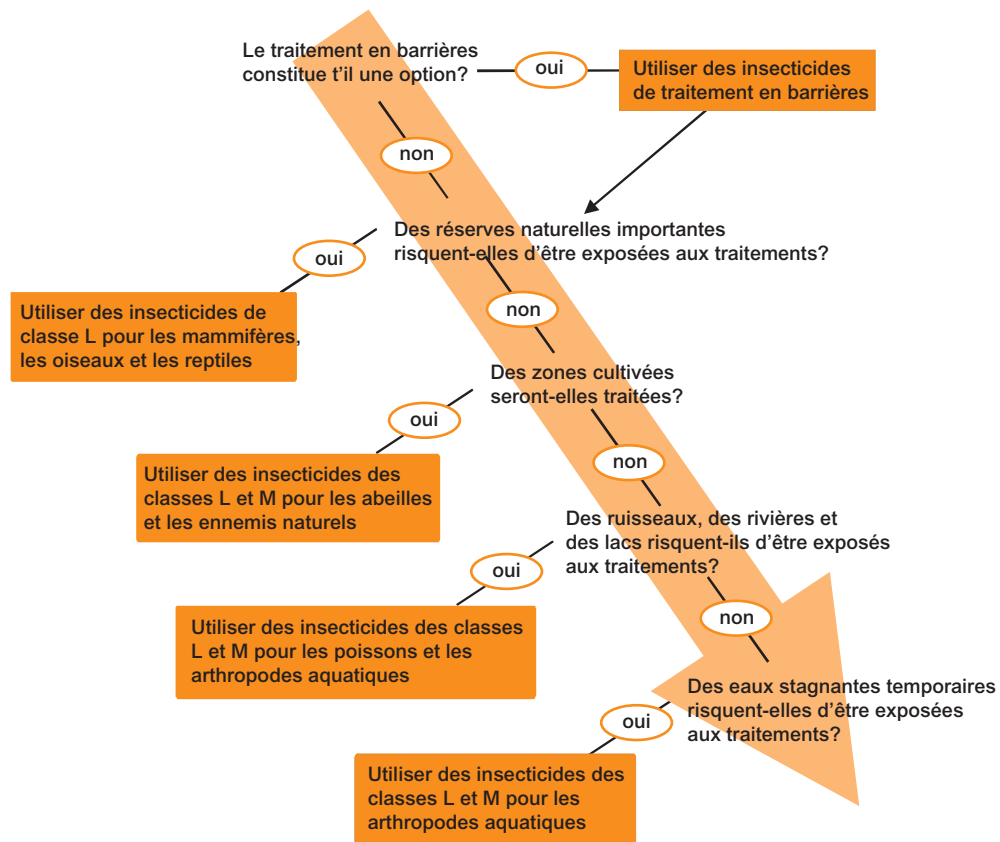 Le traitement en barrières
constitue t'il une option?
oui
Utiliser des insecticides
de traitement en barrières
non
Des réserves naturelles importantes
risquent-elles d'être exposées aux traitements?
oui
Utiliser des insecticides de
classe L pour les mammifères,
les oiseaux et les reptiles
non
Des zones cultivées
seront-elles traitées?
oui
Utiliser des insecticides des
classes L et M pour les abeilles
et les ennemis naturels
non
Des ruisseaux, des rivières et
des lacs risquent-ils d'être exposés
aux traitements?
oui
Utiliser des insecticides des classes
L et M pour les poissons et les
arthropodes aquatiques
non
Des eaux stagnantes temporaires
risquent-elles d'être exposées
aux traitements?
oui
Utiliser des insecticides des
classes L et M pour les
arthropodes aquatiques